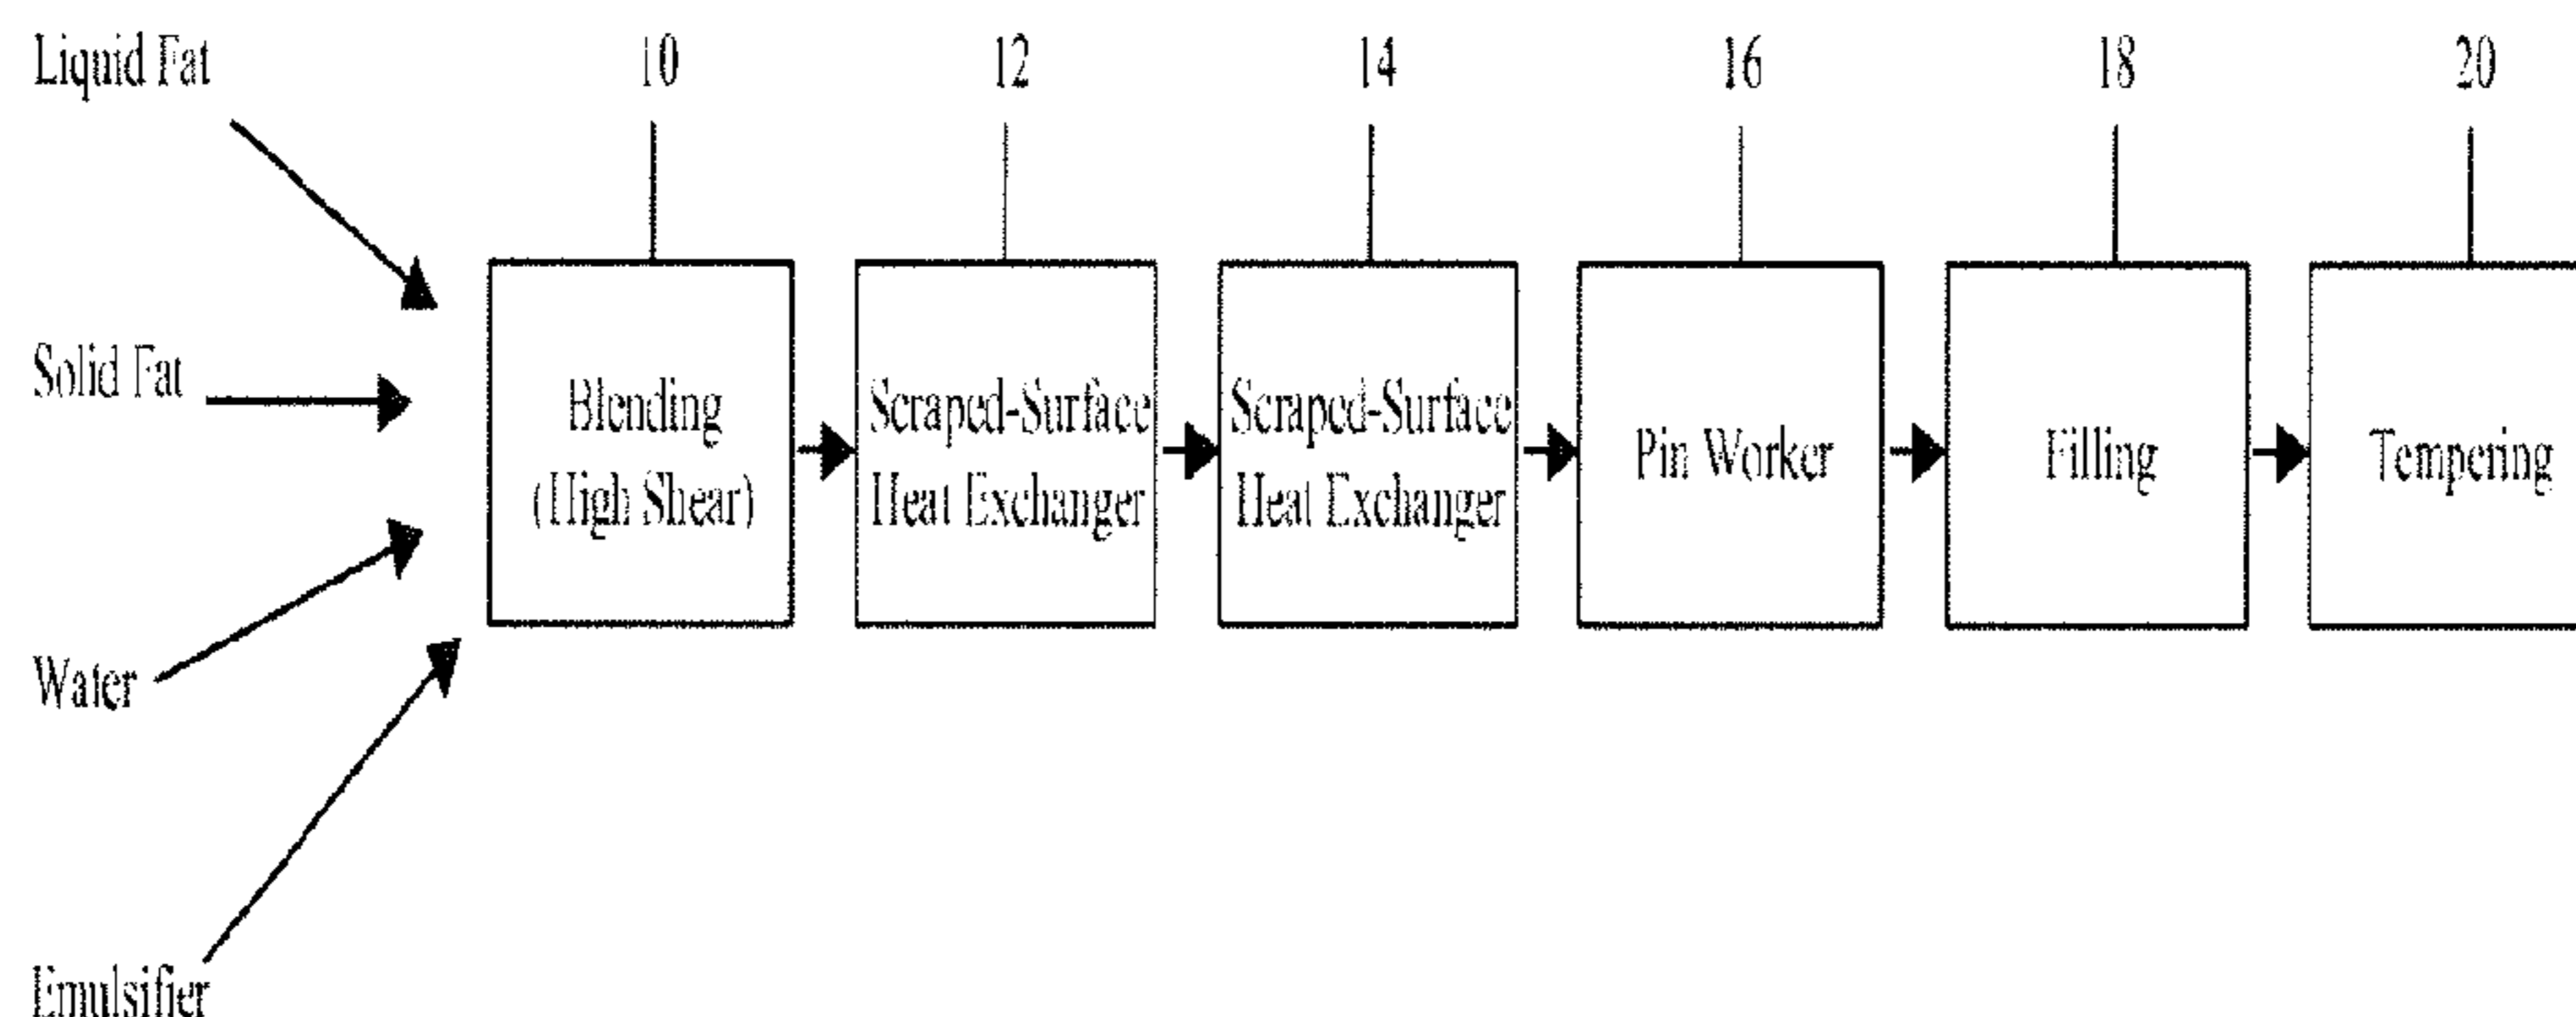 Liquid Fat
Solid Fat
Water
Emulsifier
10
12
14
16
18
20
Blending
(High Shear)
Scraped-Surface
Heat Exchanger
Scraped-Surface
Heat Exchanger
Pin Worker
Filling
Tempering